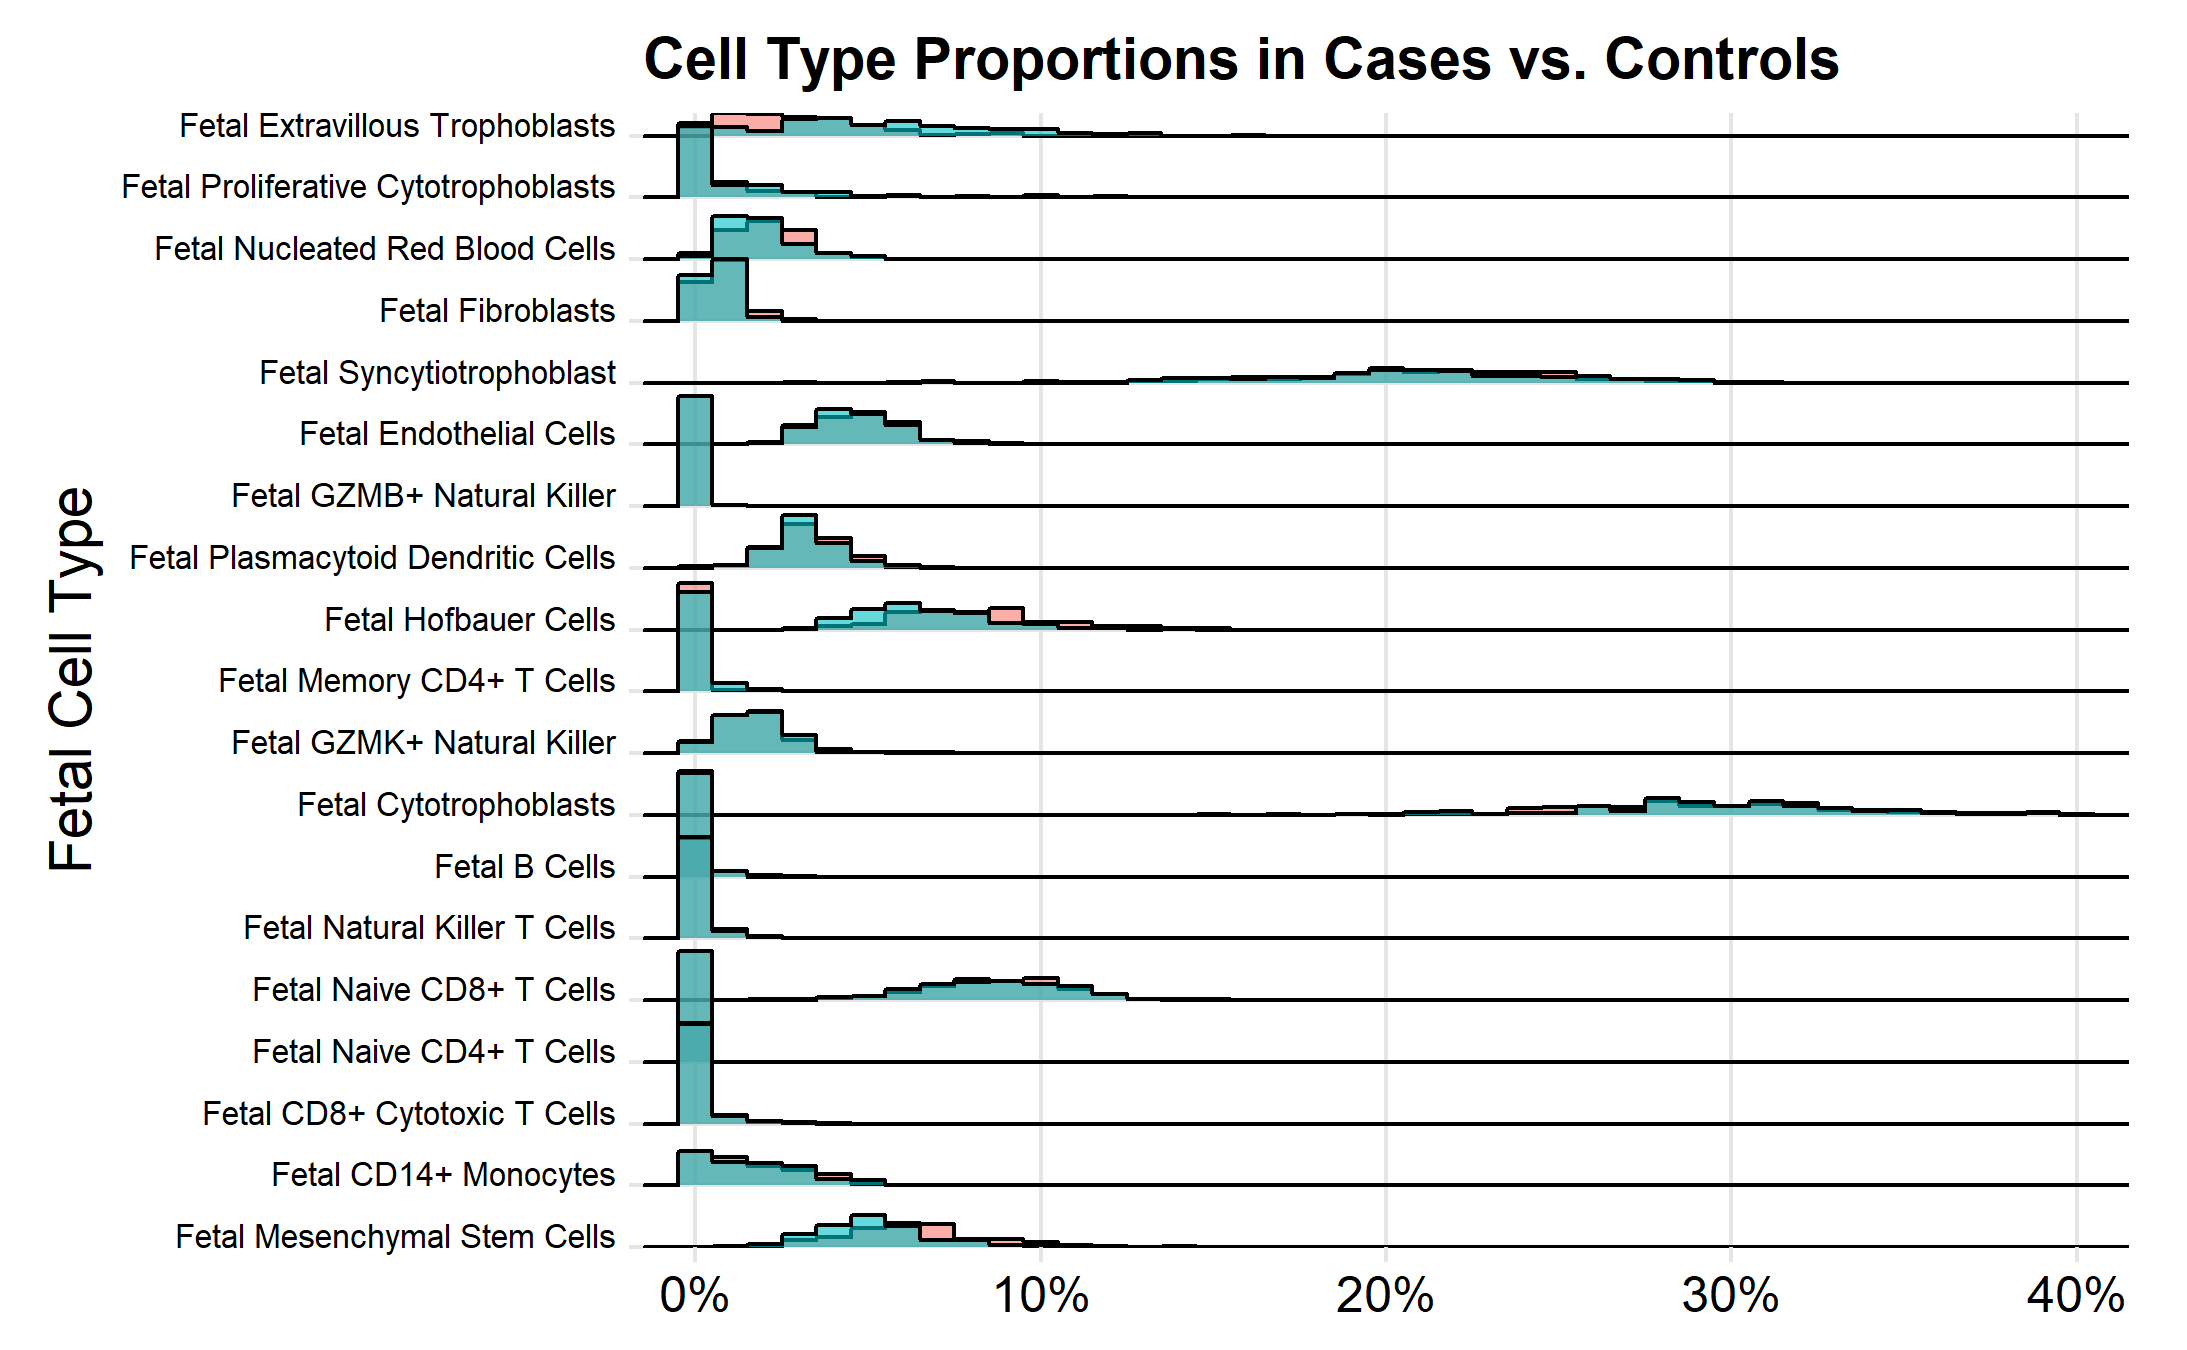 Cell Type Proportions in Cases vs. Controls
Fetal Cell Type
Fetal Extravillous Trophoblasts
Fetal Proliferative Cytotrophoblasts
Fetal Nucleated Red Blood Cells
Fetal Fibroblasts
Fetal Syncytiotrophoblast
Fetal Endothelial Cells
Fetal GZMB+ Natural Killer
Fetal Plasmacytoid Dendritic Cells
Fetal Hofbauer Cells
Fetal Memory CD4+ T Cells
Fetal GZMK+ Natural Killer
Fetal Cytotrophoblasts
Fetal B Cells
Fetal Natural Killer T Cells
Fetal Naive CD8+ T Cells
Fetal Naive CD4+ T Cells
Fetal CD8+ Cytotoxic T Cells
Fetal CD14+ Monocytes
Fetal Mesenchymal Stem Cells
0% 10% 20% 30% 40%